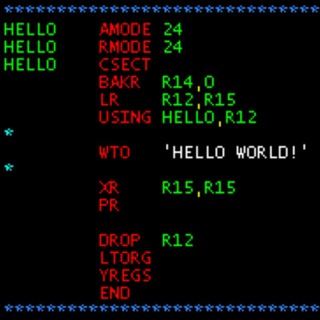 ****************************************
HELLO AMODE 24
HELLO RMODE 24
HELLO CSECT
BAKR R14,0
LR R12,R15
USING HELLO,R12
*
WTO 'HELLO WORLD!'
*
XR R15,R15
PR
DROP R12
LTORG
YREGS
END
****************************************